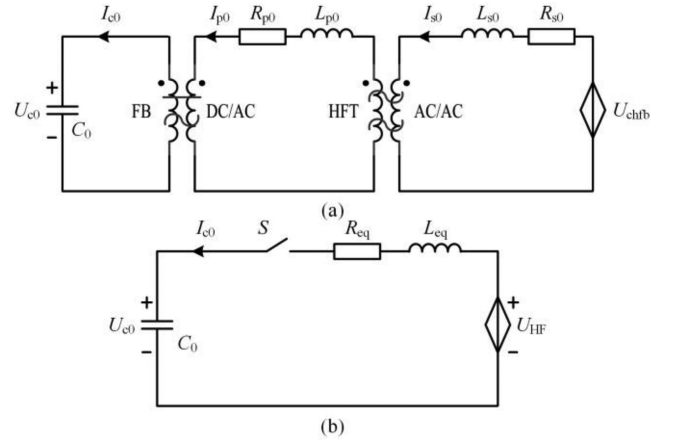 Ic0 Ip0 Rp0 Lp0 Is0 Ls0 Rs0
+
Uc0 C0 FB DC/AC HFT AC/AC Uchfb
−
(a)
Ic0 S Req Leq
+ +
Uc0 C0 UHF
− −
(b)